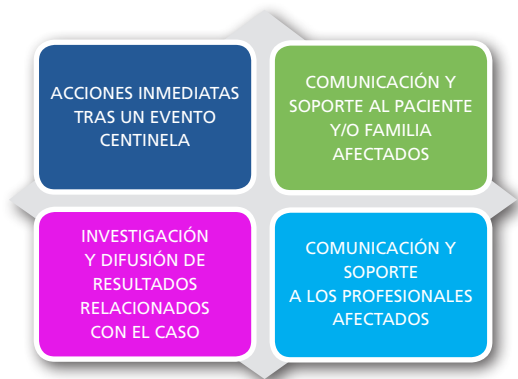 ACCIONES INMEDIATAS
TRAS UN EVENTO
CENTINELA
COMUNICACIÓN Y
SOPORTE AL PACIENTE
Y/O FAMILIA
AFECTADOS
INVESTIGACIÓN
Y DIFUSIÓN DE
RESULTADOS
RELACIONADOS
CON EL CASO
COMUNICACIÓN Y
SOPORTE
A LOS PROFESIONALES
AFECTADOS